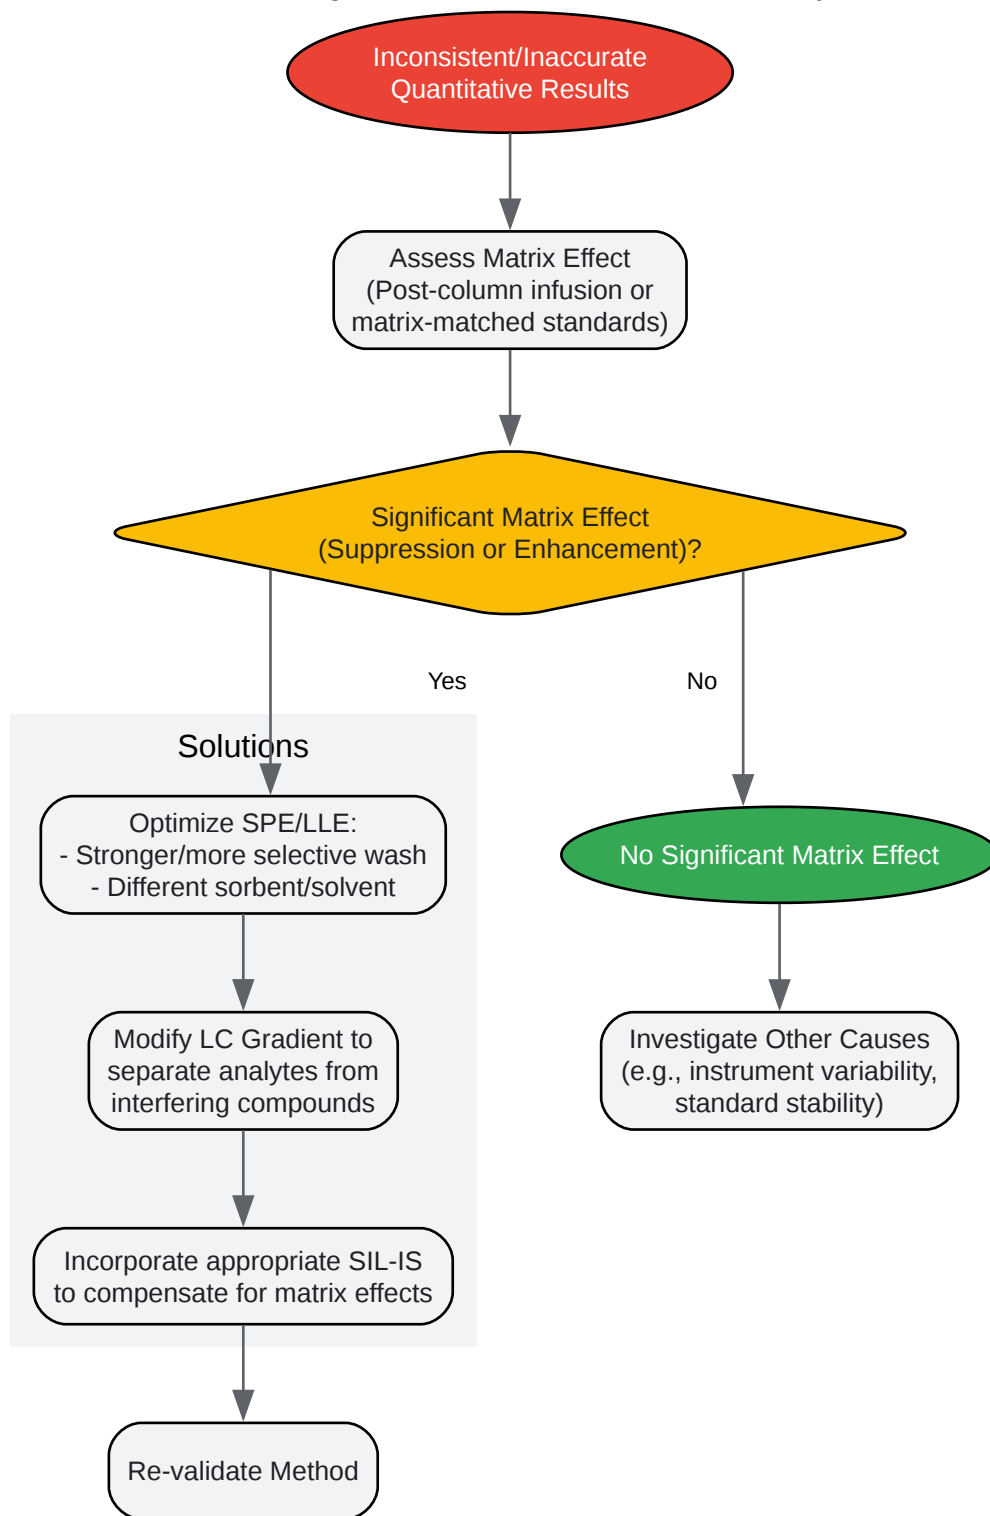 Inconsistent/Inaccurate
Quantitative Results
Assess Matrix Effect
(Post-column infusion or
matrix-matched standards)
Significant Matrix Effect
(Suppression or Enhancement)?
Yes
No
Solutions
Optimize SPE/LLE:
- Stronger/more selective wash
- Different sorbent/solvent
No Significant Matrix Effect
Modify LC Gradient to
separate analytes from
interfering compounds
Investigate Other Causes
(e.g., instrument variability,
standard stability)
Incorporate appropriate SIL-IS
to compensate for matrix effects
Re-validate Method